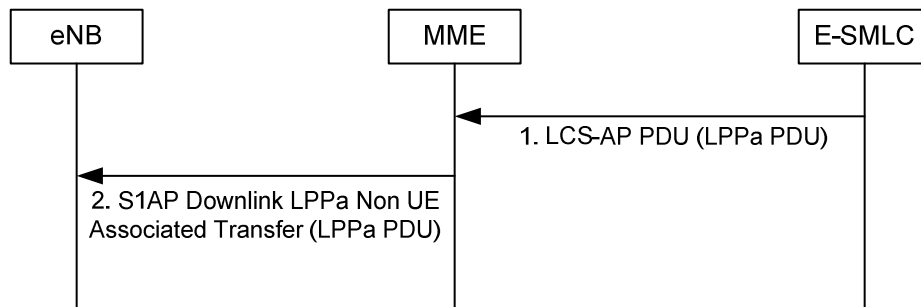 eNB
MME
E-SMLC
1. LCS-AP PDU (LPPa PDU)
2. S1AP Downlink LPPa Non UE
Associated Transfer (LPPa PDU)